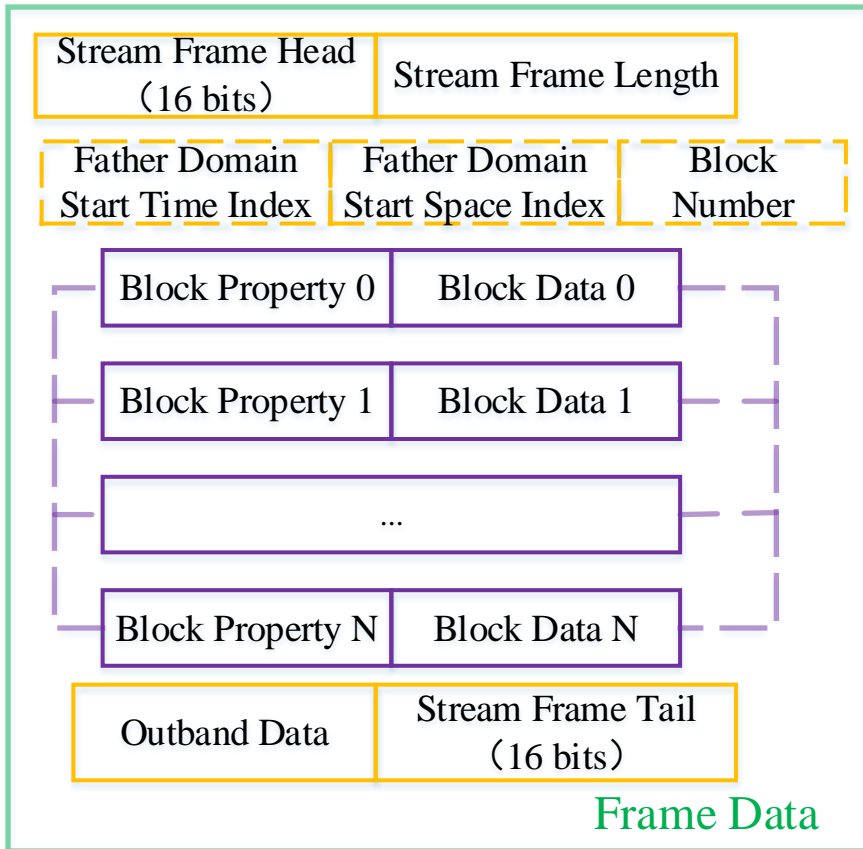 Stream Frame Head
（16 bits）
Stream Frame Length
Father Domain
Start Time Index
Father Domain
Start Space Index
Block
Number
Block Property 0
Block Data 0
Block Property 1
Block Data 1
...
Block Property N
Block Data N
Outband Data
Stream Frame Tail
（16 bits）
Frame Data